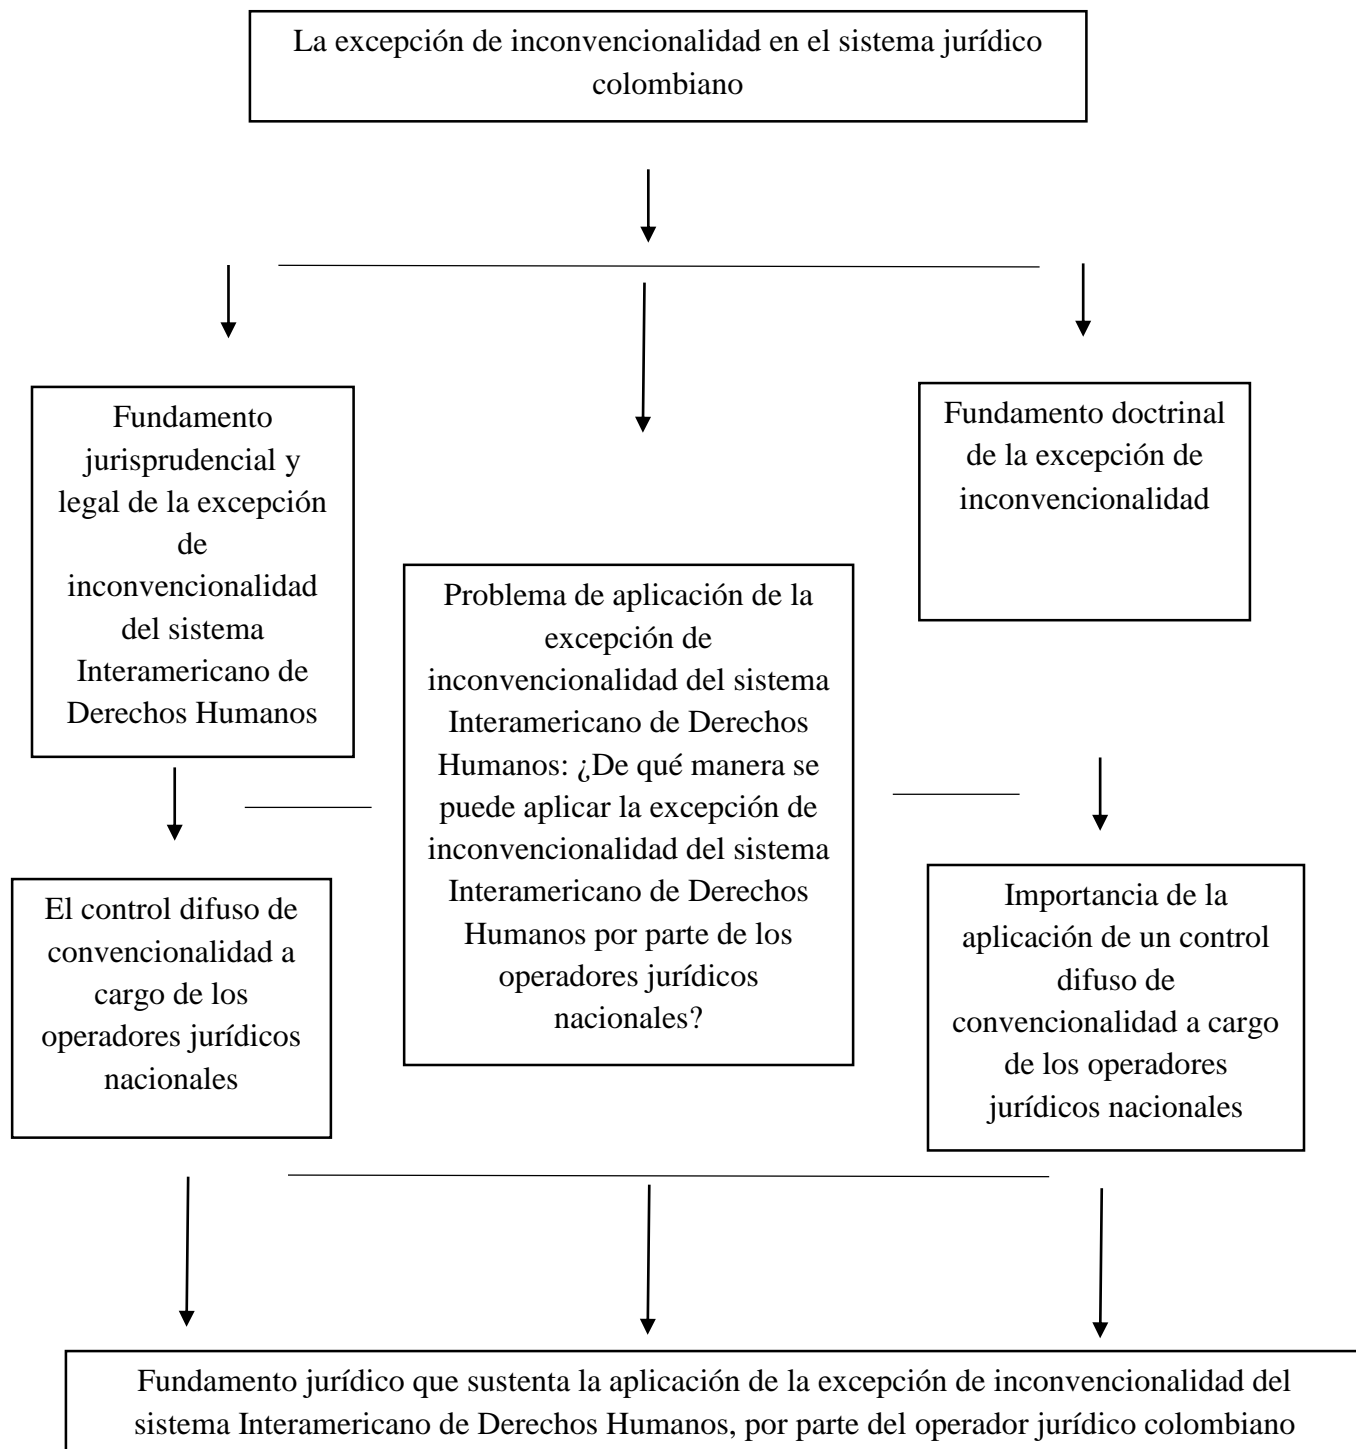 La excepción de inconvencionalidad en el sistema jurídico
colombiano
Fundamento
jurisprudencial y
legal de la excepción
de
inconvencionalidad
del sistema
Interamericano de
Derechos Humanos
Problema de aplicación de la
excepción de
inconvencionalidad del sistema
Interamericano de Derechos
Humanos: ¿De qué manera se
puede aplicar la excepción de
inconvencionalidad del sistema
Interamericano de Derechos
Humanos por parte de los
operadores jurídicos
nacionales?
Fundamento doctrinal
de la excepción de
inconvencionalidad
El control difuso de
convencionalidad a
cargo de los
operadores jurídicos
nacionales
Importancia de la
aplicación de un control
difuso de
convencionalidad a cargo
de los operadores
jurídicos nacionales
Fundamento jurídico que sustenta la aplicación de la excepción de inconvencionalidad del
sistema Interamericano de Derechos Humanos, por parte del operador jurídico colombiano